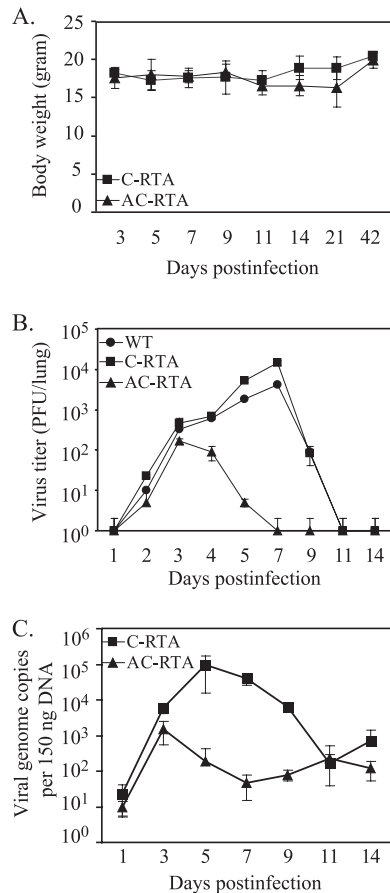 A.
Body weight (gram)
25
20
15
10
5
0
C-RTA
AC-RTA
3 5 7 9 11 14 21 42
Days postinfection
B.
Virus titer (PFU/lung)
10^5
10^4
10^3
10^2
10^1
10^0
WT
C-RTA
AC-RTA
1 2 3 4 5 7 9 11 14
Days postinfection
C.
Viral genome copies
per 150 ng DNA
10^6
10^5
10^4
10^3
10^2
10^1
10^0
C-RTA
AC-RTA
1 3 5 7 9 11 14
Days postinfection